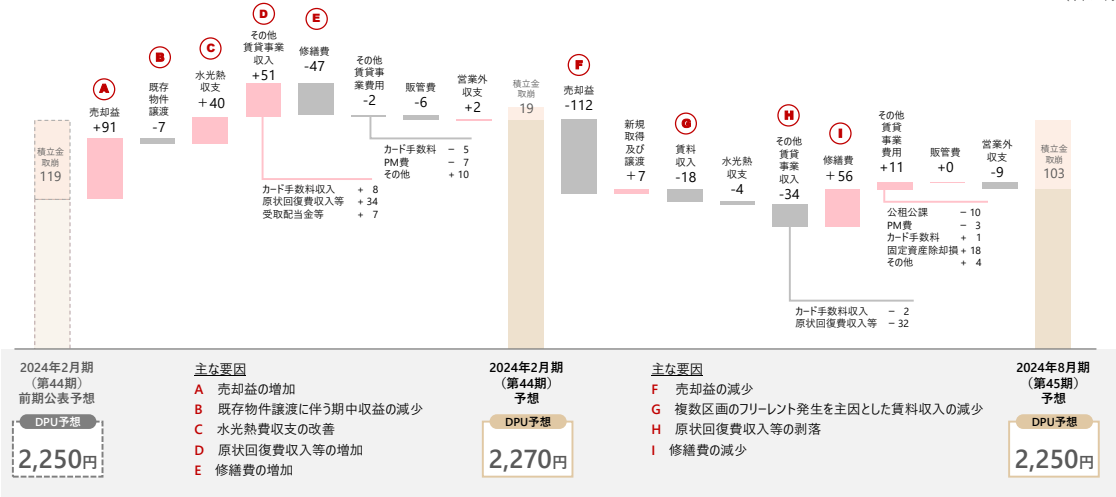 A
売却益
+91
B
既存
物件
譲渡
-7
C
水光熱
収支
+40
D
その他
賃貸事業
収入
+51
E
修繕費
-47
その他
賃貸事
業費用
-2
販管費
-6
営業外
収支
+2
積立金
取崩
119
カード手数料収入 + 8
原状回復費収入等 + 34
受取配当金等 + 7
カード手数料 - 5
PM費 - 7
その他 + 10
積立金
取崩
19
F
売却益
-112
新規
取得
及び
譲渡
+7
G
賃料
収入
-18
水光熱
収支
-4
H
その他
賃貸
事業
収入
-34
I
修繕費
+56
その他
賃貸
事業
費用
+11
販管費
+0
営業外
収支
-9
公租公課 - 10
PM費 - 3
カード手数料 + 1
固定資産除却損 + 18
その他 + 4
カード手数料収入 - 2
原状回復費収入等 - 32
積立金
取崩
103
2024年2月期
(第44期)
前期公表予想
DPU予想
2,250円
主な要因
A 売却益の増加
B 既存物件譲渡に伴う期中収益の減少
C 水光熱費収支の改善
D 原状回復費収入等の増加
E 修繕費の増加
2024年2月期
(第44期)
予想
DPU予想
2,270円
主な要因
F 売却益の減少
G 複数区画のフリーレント発生を主因とした賃料収入の減少
H 原状回復費収入等の剥落
I 修繕費の減少
2024年8月期
(第45期)
予想
DPU予想
2,250円